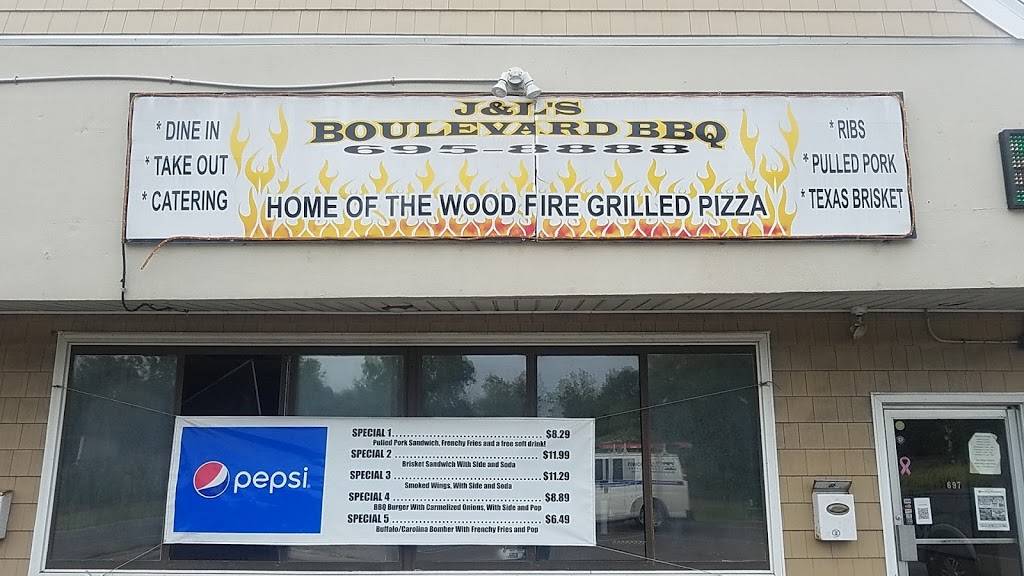 J&L'S
BOULEVARD BBQ
695-8888
HOME OF THE WOOD FIRE GRILLED PIZZA
* DINE IN
* TAKE OUT
* CATERING
* RIBS
* PULLED PORK
* TEXAS BRISKET
pepsi
SPECIAL 1 $8.29
Pulled Pork Sandwich, Frenchy Fries and a free soft drink!
SPECIAL 2 $11.99
Brisket Sandwich With Side and Soda
SPECIAL 3 $11.29
Smoked Wings, With Side and Soda
SPECIAL 4 $8.89
BBQ Burger With Carmelized Onions, With Side and Pop
SPECIAL 5 $6.49
Buffalo/Carolina Bomber With Frenchy Fries and Pop
697